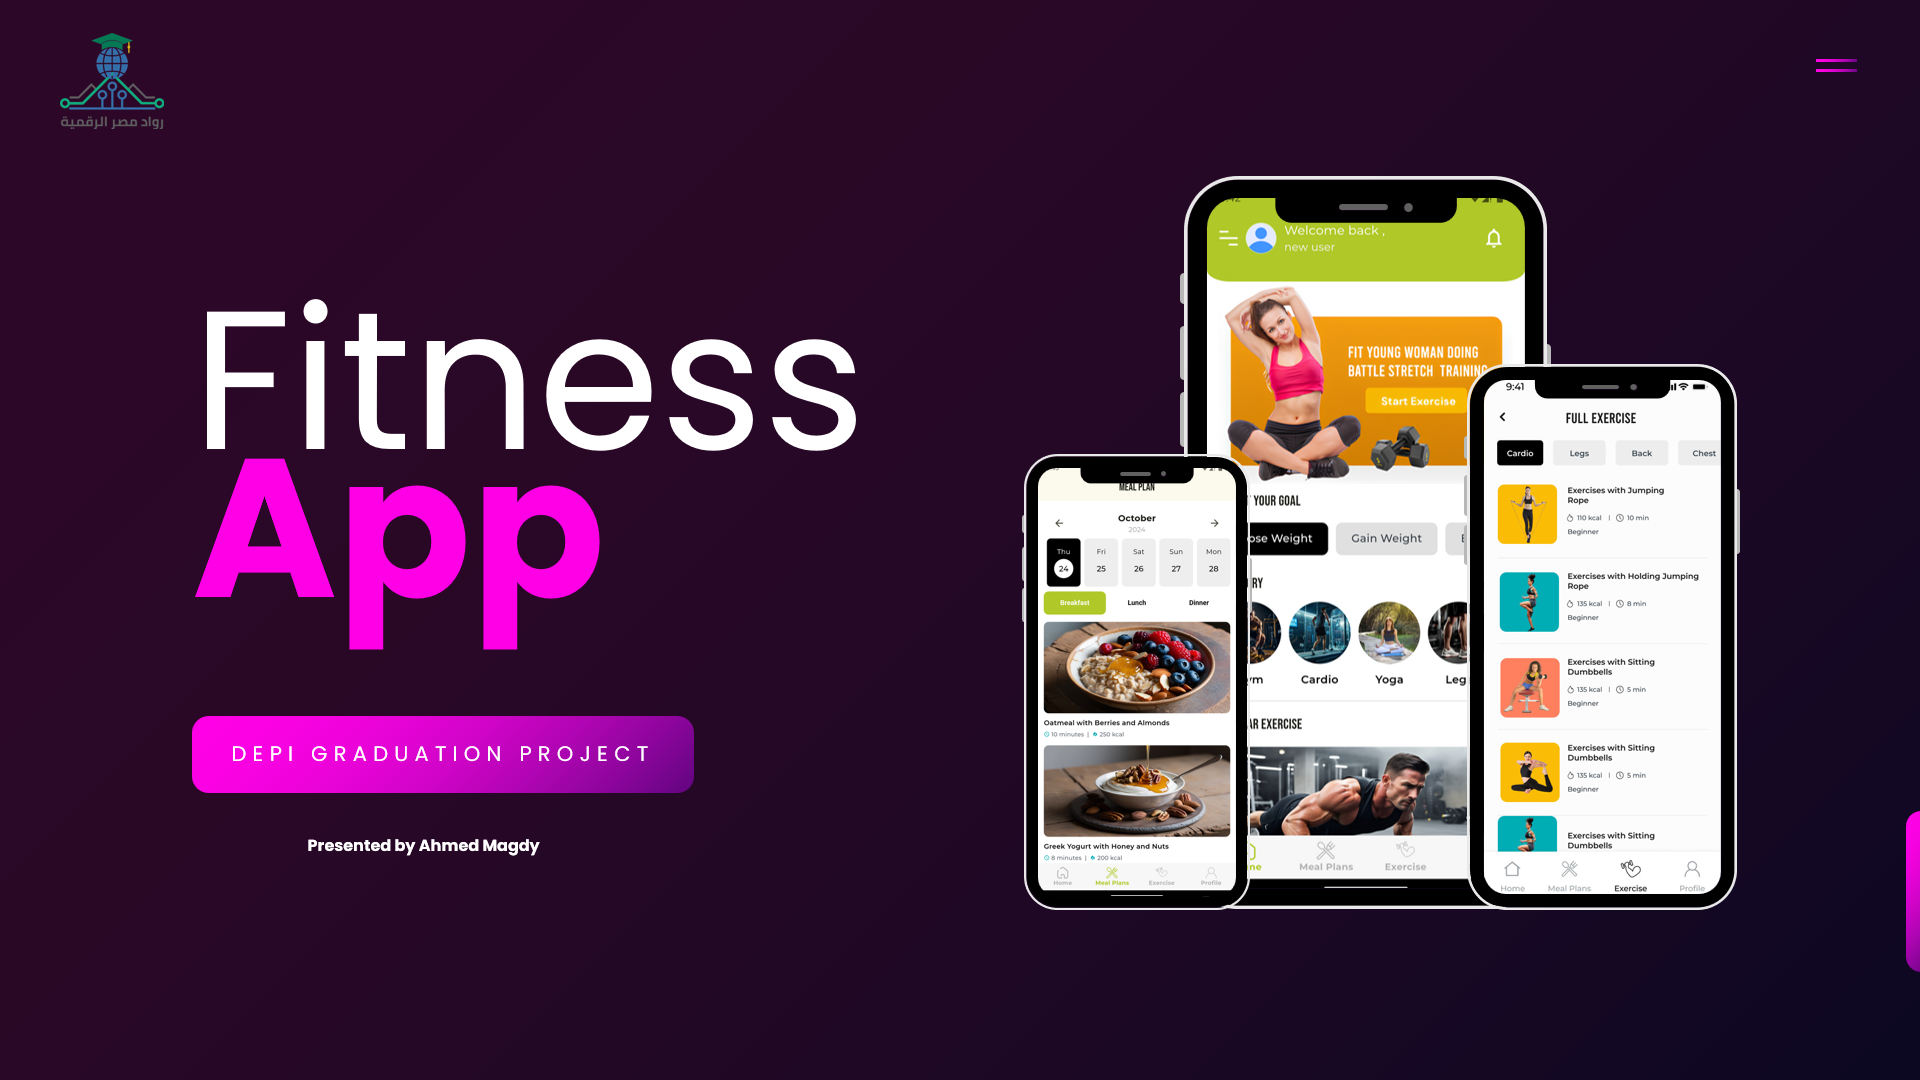 رواد مصر الرقمية
Fitness
App
DEPI GRADUATION PROJECT
Presented by Ahmed Magdy
Welcome back ,
new user
FIT YOUNG WOMAN DOING
BATTLE STRETCH TRAINING
Start Exercise
YOUR GOAL
ose Weight
Gain Weight
RY
ym
Cardio
Yoga
Leg
AR EXERCISE
ne
Meal Plans
Exercise
MEAL PLAN
October
2024
Thu Fri Sat Sun Mon
24 25 26 27 28
Breakfast Lunch Dinner
Oatmeal with Berries and Almonds
10 minutes | 250 kcal
Greek Yogurt with Honey and Nuts
8 minutes | 200 kcal
Home Meal Plans Exercise Profile
9:41
FULL EXERCISE
Cardio Legs Back Chest
Exercises with Jumping
Rope
110 kcal | 10 min
Beginner
Exercises with Holding Jumping
Rope
135 kcal | 8 min
Beginner
Exercises with Sitting
Dumbbells
135 kcal | 5 min
Beginner
Exercises with Sitting
Dumbbells
135 kcal | 5 min
Beginner
Exercises with Sitting
Dumbbells
Home Meal Plans Exercise Profile